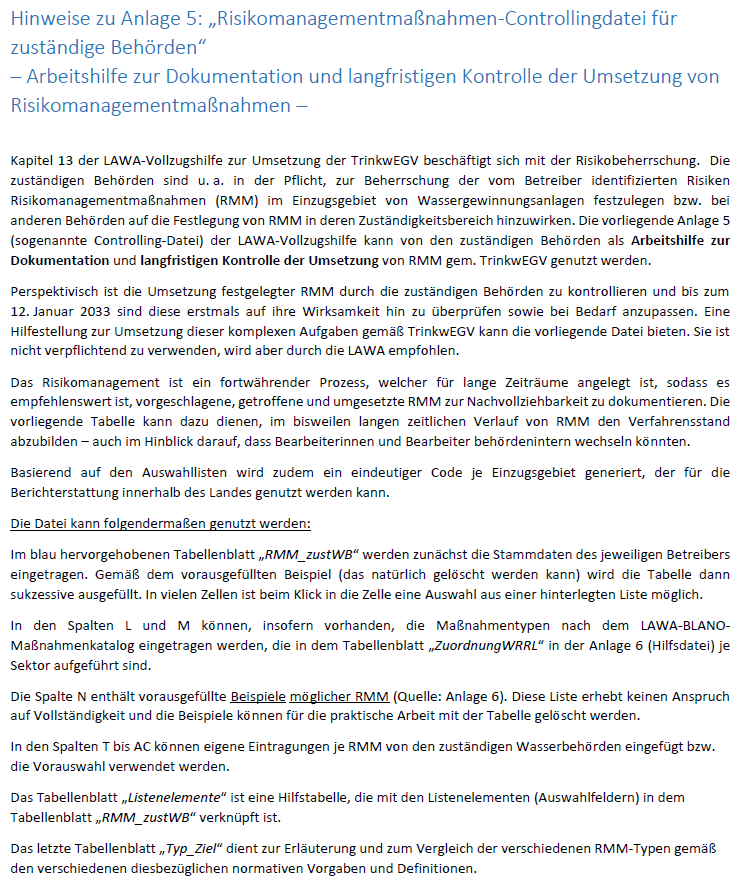 Hinweise zu Anlage 5: „Risikomanagementmaßnahmen-Controllingdatei für
zuständige Behörden“
– Arbeitshilfe zur Dokumentation und langfristigen Kontrolle der Umsetzung von
Risikomanagementmaßnahmen –
Kapitel 13 der LAWA-Vollzugshilfe zur Umsetzung der TrinkwEGV beschäftigt sich mit der Risikobeherrschung. Die
zuständigen Behörden sind u. a. in der Pflicht, zur Beherrschung der vom Betreiber identifizierten Risiken
Risikomanagementmaßnahmen (RMM) im Einzugsgebiet von Wassergewinnungsanlagen festzulegen bzw. bei
anderen Behörden auf die Festlegung von RMM in deren Zuständigkeitsbereich hinzuwirken. Die vorliegende Anlage 5
(sogenannte Controlling-Datei) der LAWA-Vollzugshilfe kann von den zuständigen Behörden als Arbeitshilfe zur
Dokumentation und langfristigen Kontrolle der Umsetzung von RMM gem. TrinkwEGV genutzt werden.
Perspektivisch ist die Umsetzung festgelegter RMM durch die zuständigen Behörden zu kontrollieren und bis zum
12. Januar 2033 sind diese erstmals auf ihre Wirksamkeit hin zu überprüfen sowie bei Bedarf anzupassen. Eine
Hilfestellung zur Umsetzung dieser komplexen Aufgaben gemäß TrinkwEGV kann die vorliegende Datei bieten. Sie ist
nicht verpflichtend zu verwenden, wird aber durch die LAWA empfohlen.
Das Risikomanagement ist ein fortwährender Prozess, welcher für lange Zeiträume angelegt ist, sodass es
empfehlenswert ist, vorgeschlagene, getroffene und umgesetzte RMM zur Nachvollziehbarkeit zu dokumentieren. Die
vorliegende Tabelle kann dazu dienen, im bisweilen langen zeitlichen Verlauf von RMM den Verfahrensstand
abzubilden – auch im Hinblick darauf, dass Bearbeiterinnen und Bearbeiter behördenintern wechseln könnten.
Basierend auf den Auswahllisten wird zudem ein eindeutiger Code je Einzugsgebiet generiert, der für die
Berichterstattung innerhalb des Landes genutzt werden kann.
Die Datei kann folgendermaßen genutzt werden:
Im blau hervorgehobenen Tabellenblatt „RMM_zustWB“ werden zunächst die Stammdaten des jeweiligen Betreibers
eingetragen. Gemäß dem vorausgefüllten Beispiel (das natürlich gelöscht werden kann) wird die Tabelle dann
sukzessive ausgefüllt. In vielen Zellen ist beim Klick in die Zelle eine Auswahl aus einer hinterlegten Liste möglich.
In den Spalten L und M können, insofern vorhanden, die Maßnahmentypen nach dem LAWA-BLANO-
Maßnahmenkatalog eingetragen werden, die in dem Tabellenblatt „ZuordnungWRRL“ in der Anlage 6 (Hilfsdatei) je
Sektor aufgeführt sind.
Die Spalte N enthält vorausgefüllte Beispiele möglicher RMM (Quelle: Anlage 6). Diese Liste erhebt keinen Anspruch
auf Vollständigkeit und die Beispiele können für die praktische Arbeit mit der Tabelle gelöscht werden.
In den Spalten T bis AC können eigene Eintragungen je RMM von den zuständigen Wasserbehörden eingefügt bzw.
die Vorauswahl verwendet werden.
Das Tabellenblatt „Listenelemente“ ist eine Hilfstabelle, die mit den Listenelementen (Auswahlfeldern) in dem
Tabellenblatt „RMM_zustWB“ verknüpft ist.
Das letzte Tabellenblatt „Typ_Ziel“ dient zur Erläuterung und zum Vergleich der verschiedenen RMM-Typen gemäß
den verschiedenen diesbezüglichen normativen Vorgaben und Definitionen.